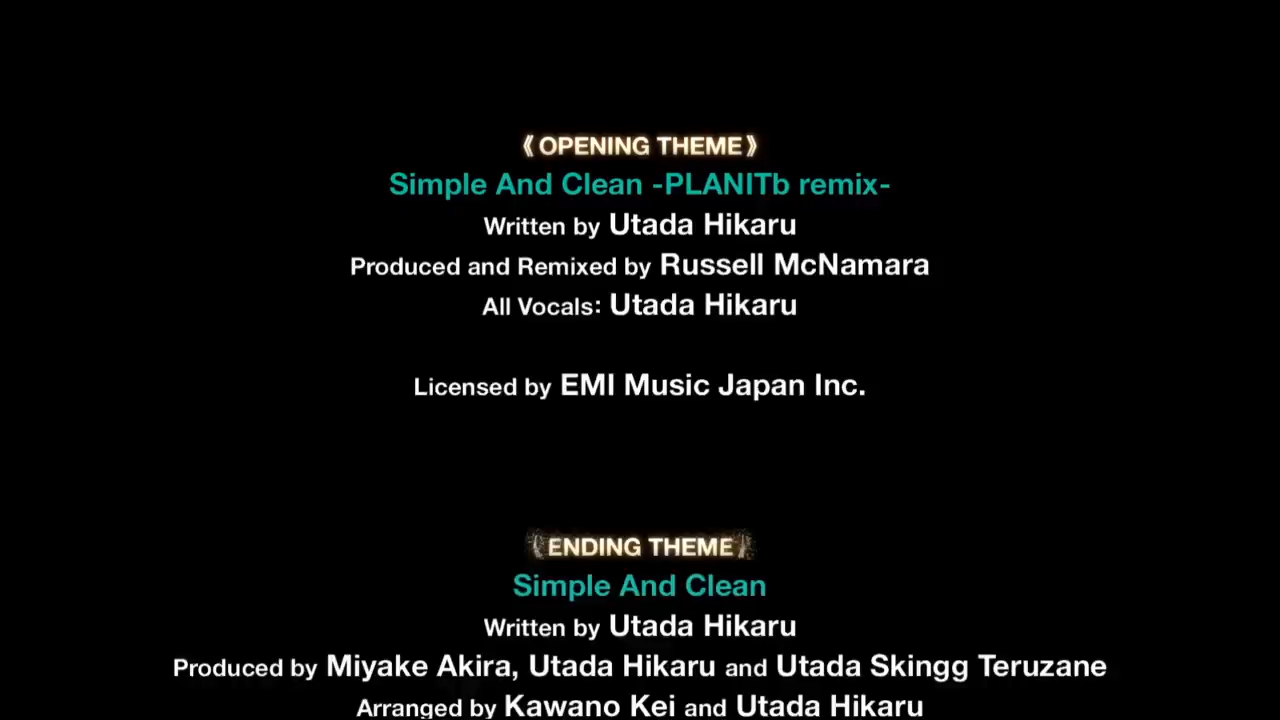 《OPENING THEME》
Simple And Clean -PLANITb remix-
Written by Utada Hikaru
Produced and Remixed by Russell McNamara
All Vocals: Utada Hikaru
Licensed by EMI Music Japan Inc.
《ENDING THEME》
Simple And Clean
Written by Utada Hikaru
Produced by Miyake Akira, Utada Hikaru and Utada Skingg Teruzane
Arranged by Kawano Kei and Utada Hikaru